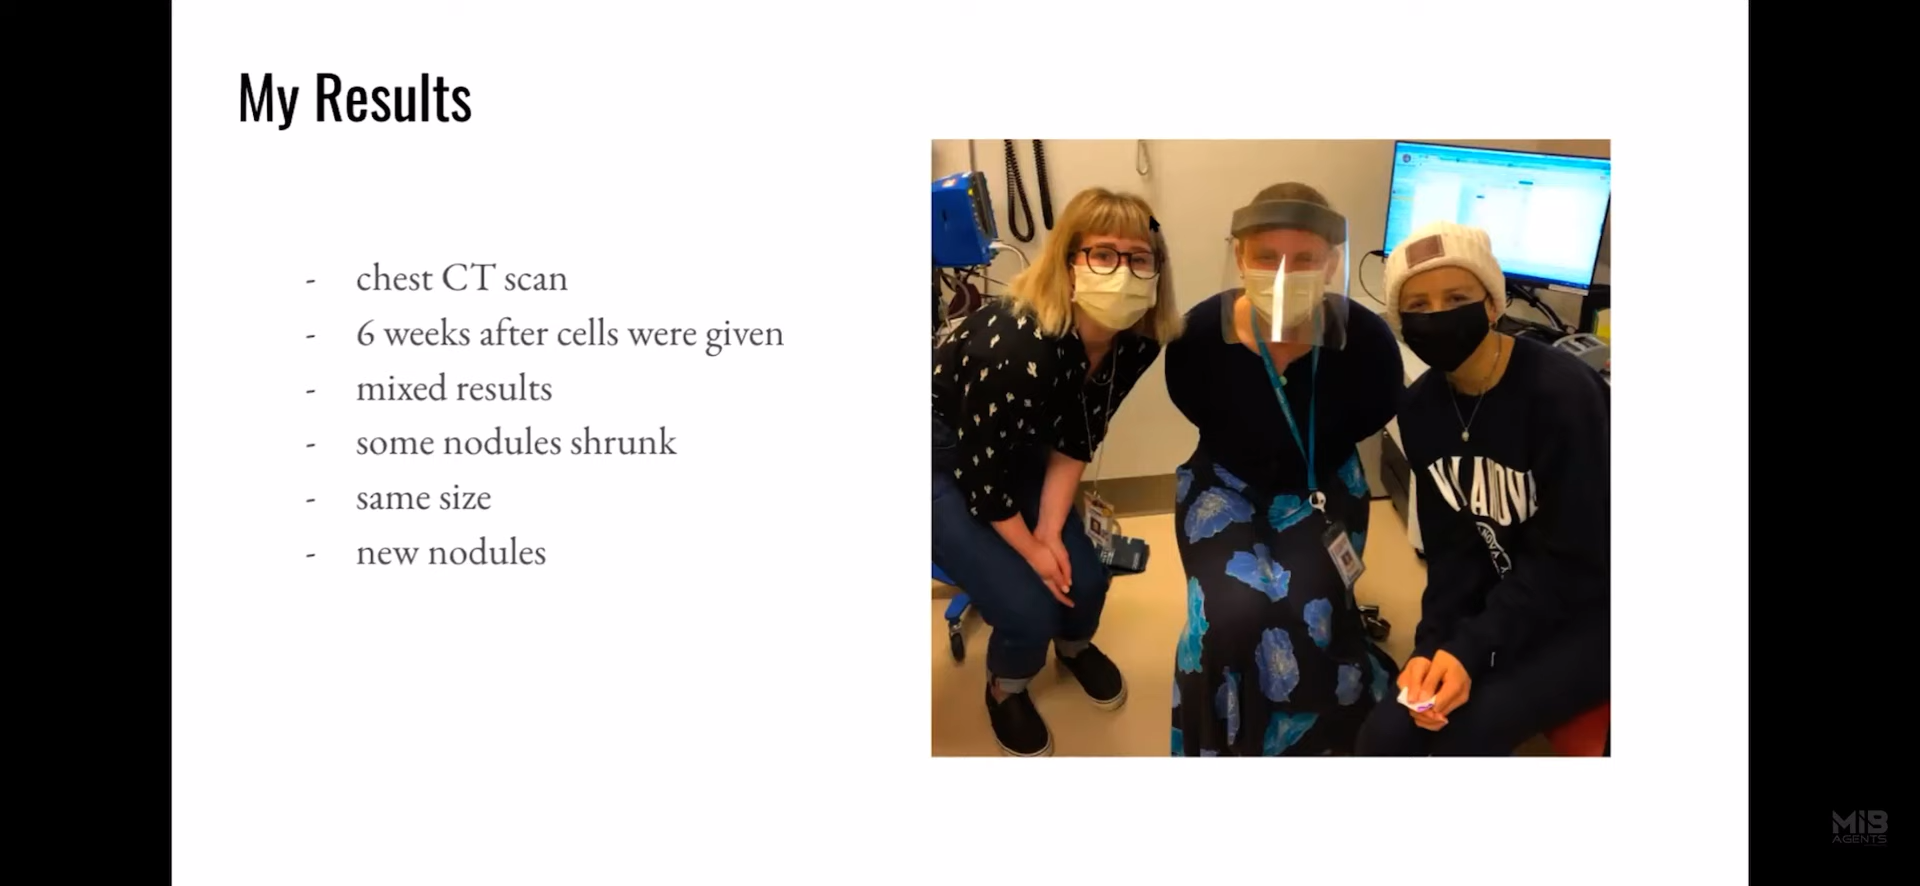 My Results
- chest CT scan
- 6 weeks after cells were given
- mixed results
- some nodules shrunk
- same size
- new nodules
MIB
AGENTS